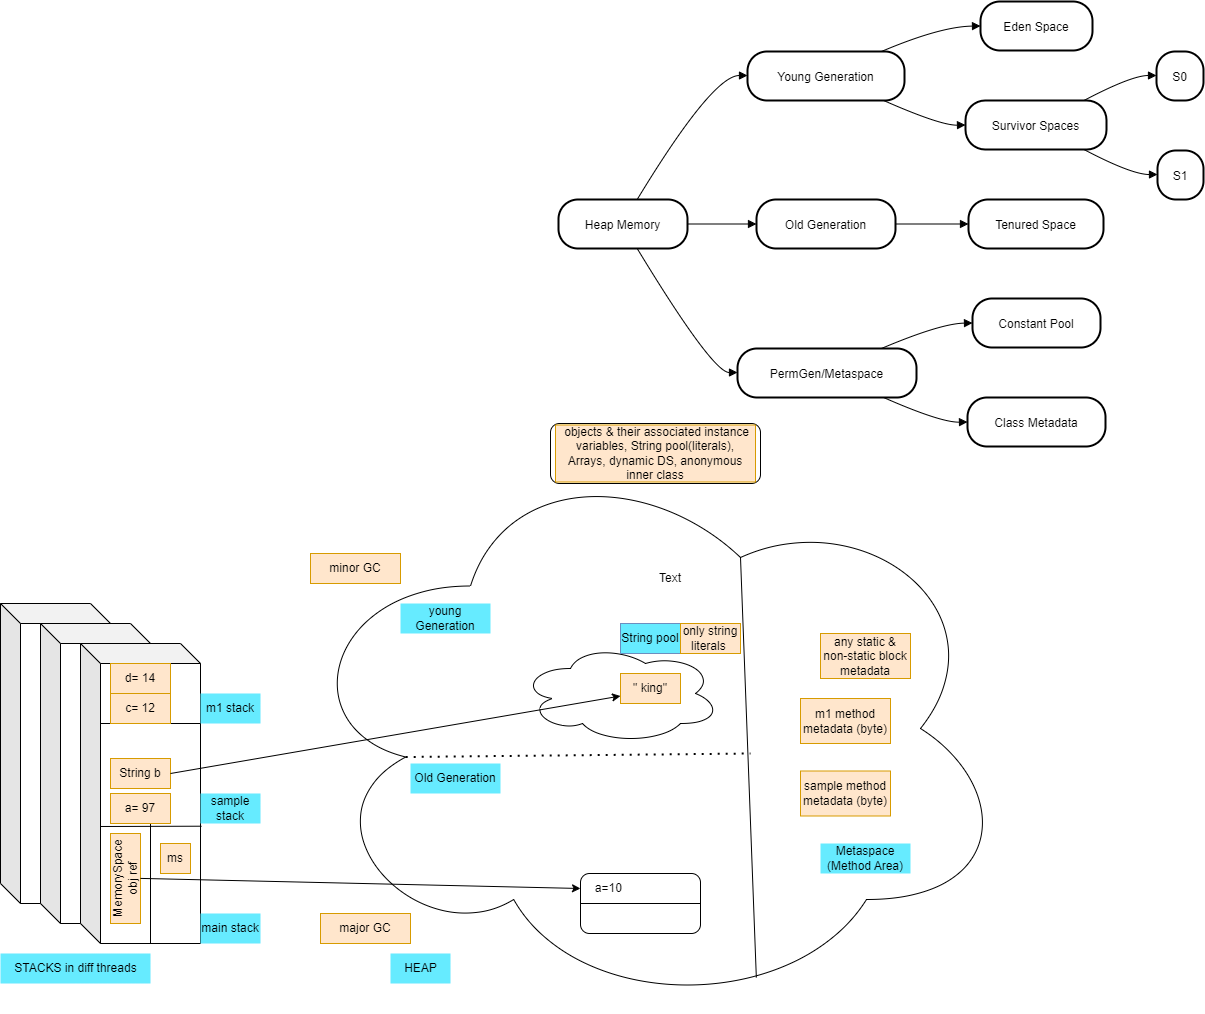 Eden Space
Young Generation
S0
Survivor Spaces
S1
Heap Memory
Old Generation
Tenured Space
Constant Pool
PermGen/Metaspace
Class Metadata
objects & their associated instance
variables, String pool(literals),
Arrays, dynamic DS, anonymous
inner class
minor GC
Text
young
Generation
String pool
only string
literals
" king"
any static &
non-static block
metadata
m1 method
metadata (byte)
sample method
metadata (byte)
Metaspace
(Method Area)
d= 14
c= 12
m1 stack
String b
a= 97
sample
stack
Old Generation
MemorySpace
obj ref
ms
a=10
main stack
major GC
STACKS in diff threads
HEAP